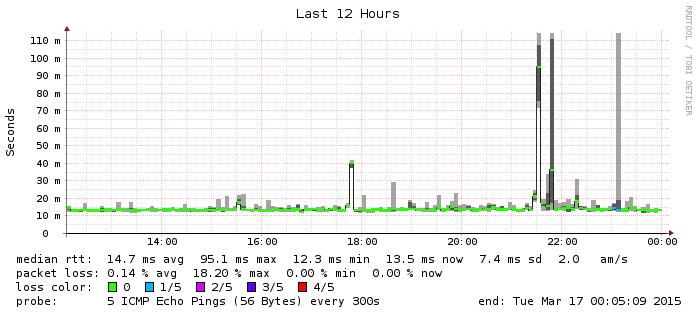 Last 12 Hours
RRDTOOL / TOBI OETIKER
Seconds
110 m
100 m
90 m
80 m
70 m
60 m
50 m
40 m
30 m
20 m
10 m
0
14:00 16:00 18:00 20:00 22:00 00:00
median rtt: 14.7 ms avg 95.1 ms max 12.3 ms min 13.5 ms now 7.4 ms sd 2.0 am/s
packet loss: 0.14 % avg 18.20 % max 0.00 % min 0.00 % now
loss color: 0 1/5 2/5 3/5 4/5
probe: 5 ICMP Echo Pings (56 Bytes) every 300s end: Tue Mar 17 00:05:09 2015